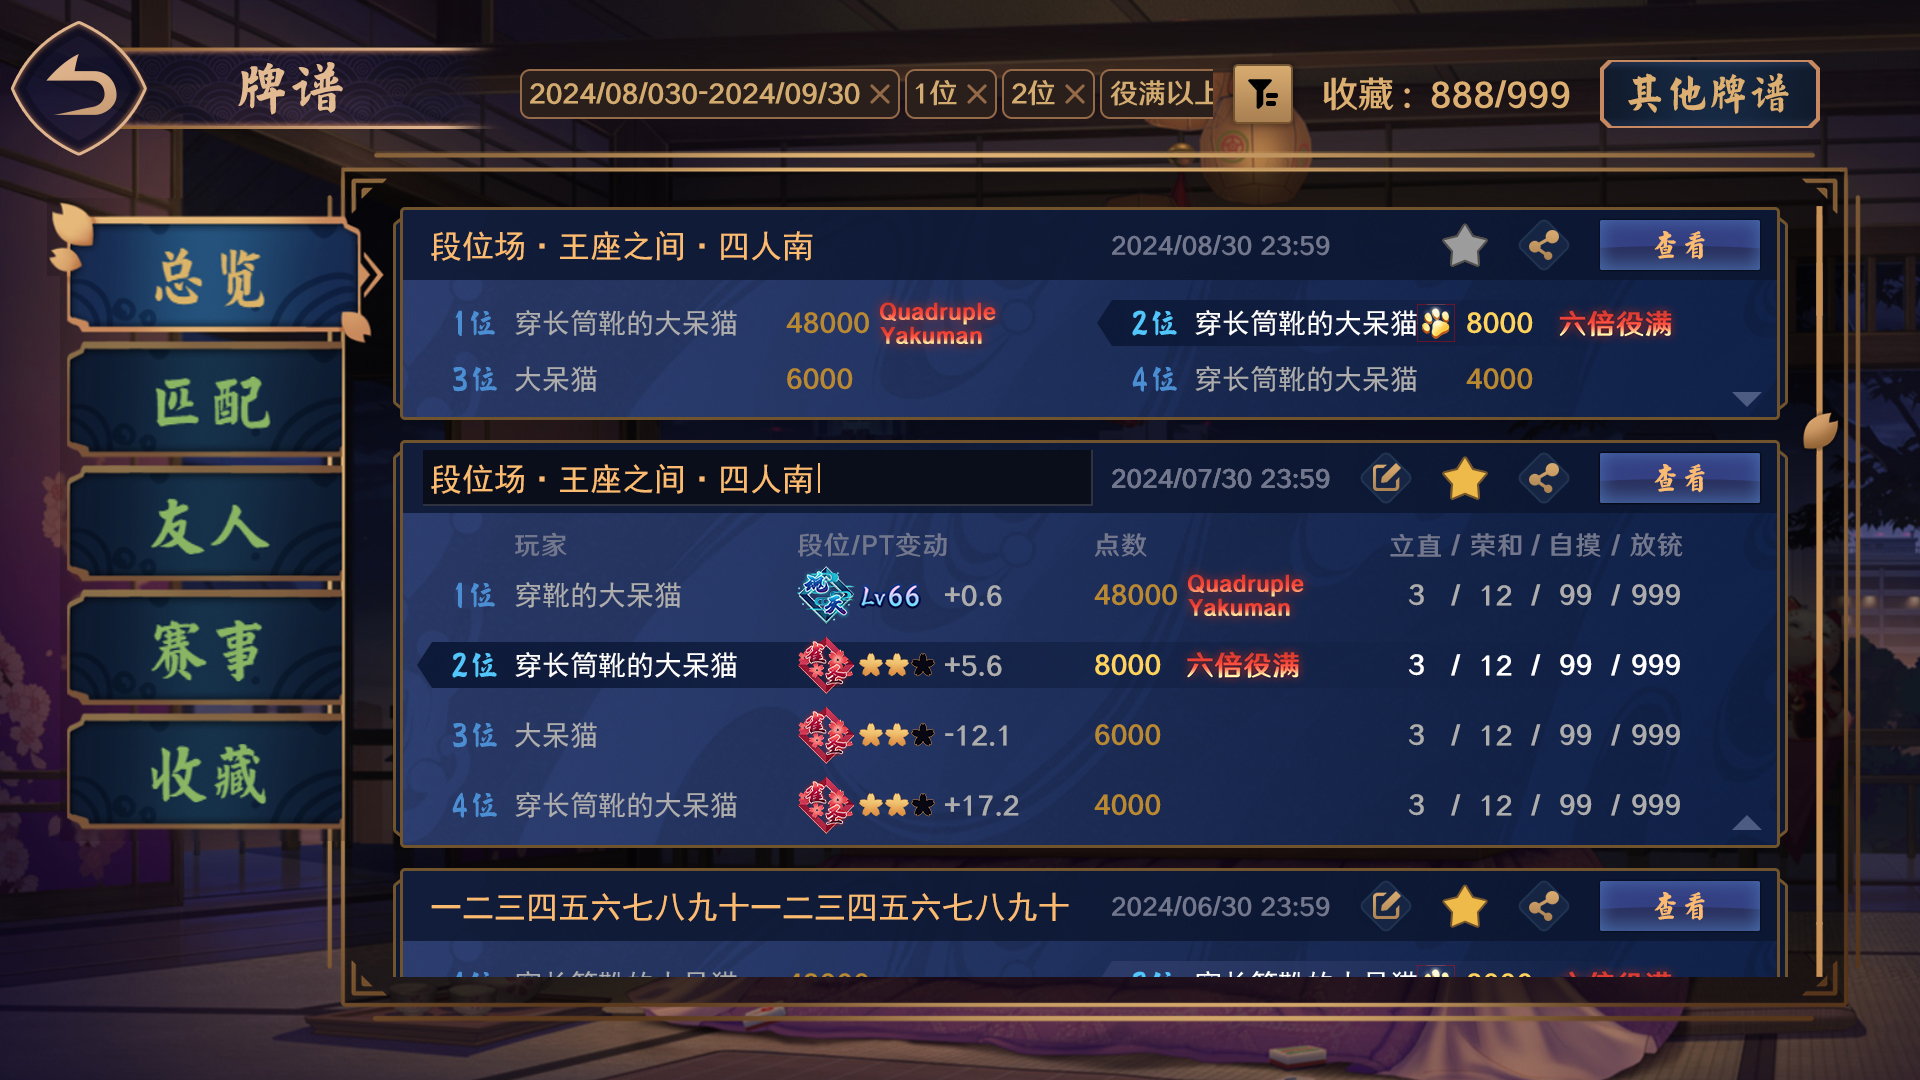 牌谱
2024/08/030-2024/09/30 × 1位 × 2位 × 役满以上
收藏：888/999
其他牌谱
总览
匹配
友人
赛事
收藏
段位场·王座之间·四人南 2024/08/30 23:59 查看
1位 穿长筒靴的大呆猫 48000 Quadruple Yakuman
2位 穿长筒靴的大呆猫 8000 六倍役满
3位 大呆猫 6000
4位 穿长筒靴的大呆猫 4000
段位场·王座之间·四人南 2024/07/30 23:59 查看
玩家 段位/PT变动 点数 立直 / 荣和 / 自摸 / 放铳
1位 穿靴的大呆猫 魂天 Lv66 +0.6 48000 Quadruple Yakuman 3 / 12 / 99 / 999
2位 穿长筒靴的大呆猫 雀士 +5.6 8000 六倍役满 3 / 12 / 99 / 999
3位 大呆猫 雀士 -12.1 6000 3 / 12 / 99 / 999
4位 穿长筒靴的大呆猫 雀士 +17.2 4000 3 / 12 / 99 / 999
一二三四五六七八九十一二三四五六七八九十 2024/06/30 23:59 查看